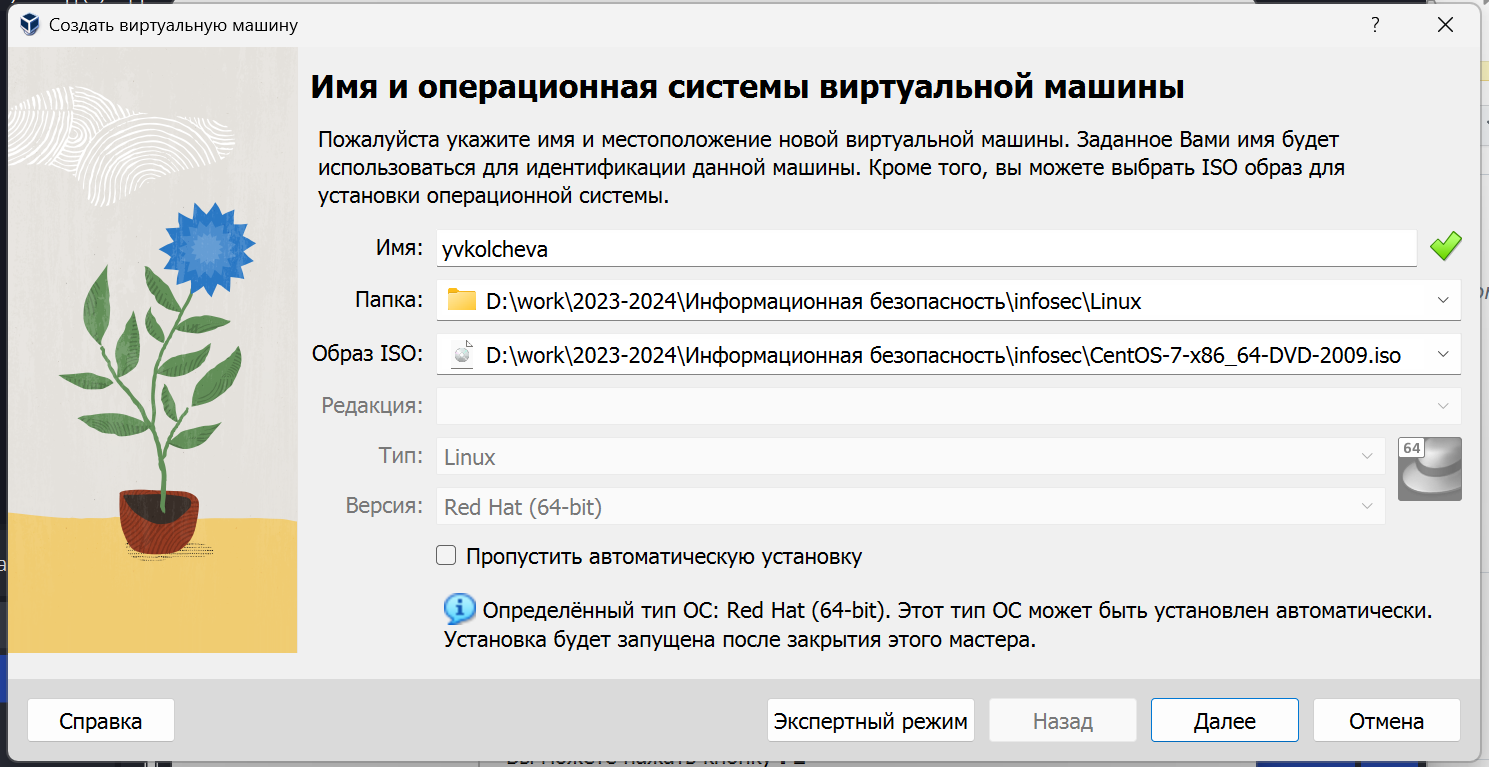 Создать виртуальную машину
?
Имя и операционная системы виртуальной машины
Пожалуйста укажите имя и местоположение новой виртуальной машины. Заданное Вами имя будет
использоваться для идентификации данной машины. Кроме того, вы можете выбрать ISO образ для
установки операционной системы.
Имя: yvkolcheva
Папка: D:\work\2023-2024\Информационная безопасность\infosec\Linux
Образ ISO: D:\work\2023-2024\Информационная безопасность\infosec\CentOS-7-x86_64-DVD-2009.iso
Редакция:
Тип: Linux
64
Версия: Red Hat (64-bit)
Пропустить автоматическую установку
Определённый тип ОС: Red Hat (64-bit). Этот тип ОС может быть установлен автоматически.
Установка будет запущена после закрытия этого мастера.
Справка Экспертный режим Назад Далее Отмена